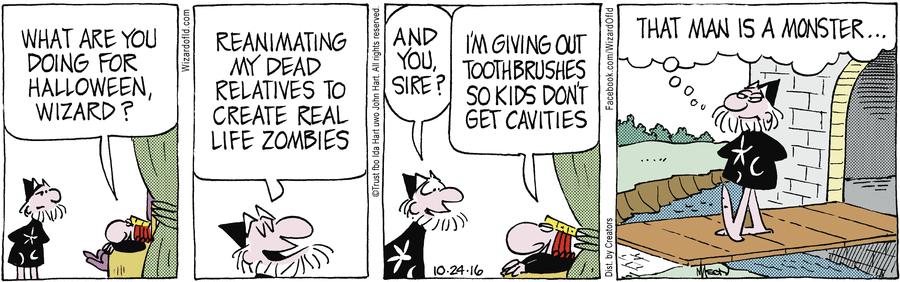 WHAT ARE YOU
DOING FOR
HALLOWEEN,
WIZARD?
WizardofId.com
REANIMATING
MY DEAD
RELATIVES TO
CREATE REAL
LIFE ZOMBIES
©Trust fbo Ida Hart uwo John Hart. All rights reserved.
AND
YOU,
SIRE?
I'M GIVING OUT
TOOTHBRUSHES
SO KIDS DON'T
GET CAVITIES
10-24-16
Facebook.com/WizardOfId
Dist. by Creators
THAT MAN IS A MONSTER...